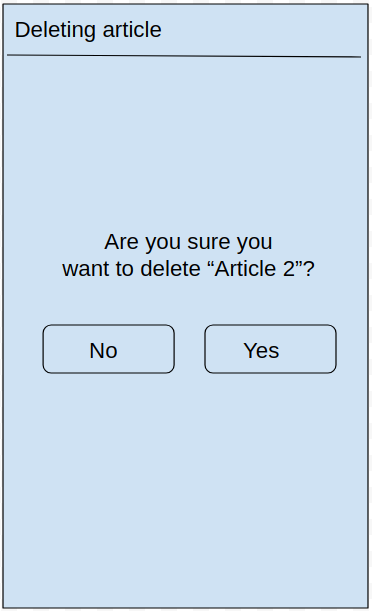 Deleting article
Are you sure you
want to delete “Article 2”?
No
Yes